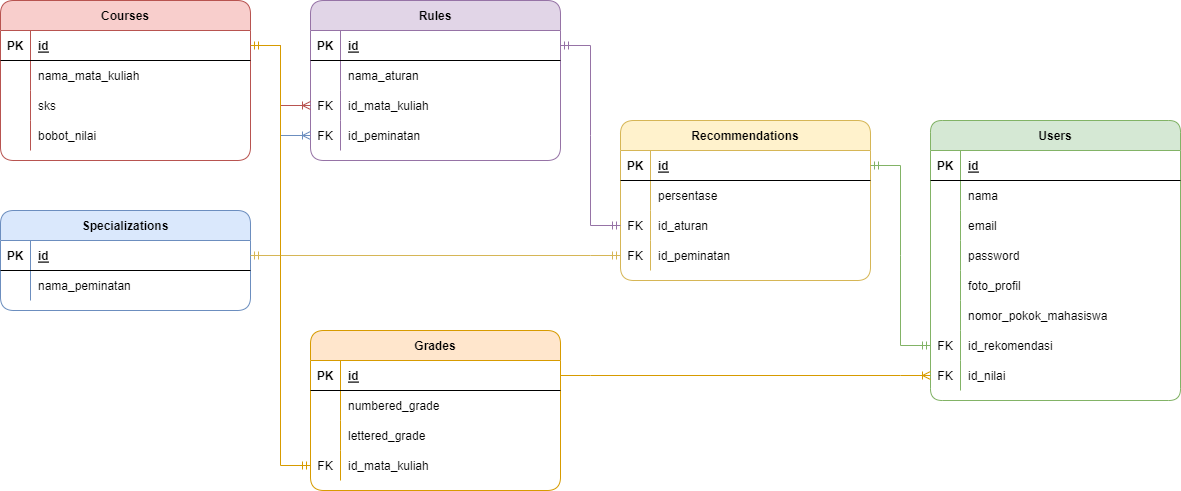 Courses
PK id
nama_mata_kuliah
sks
bobot_nilai
Rules
PK id
nama_aturan
FK id_mata_kuliah
FK id_peminatan
Recommendations
PK id
persentase
FK id_aturan
FK id_peminatan
Users
PK id
nama
email
password
foto_profil
nomor_pokok_mahasiswa
FK id_rekomendasi
FK id_nilai
Specializations
PK id
nama_peminatan
Grades
PK id
numbered_grade
lettered_grade
FK id_mata_kuliah